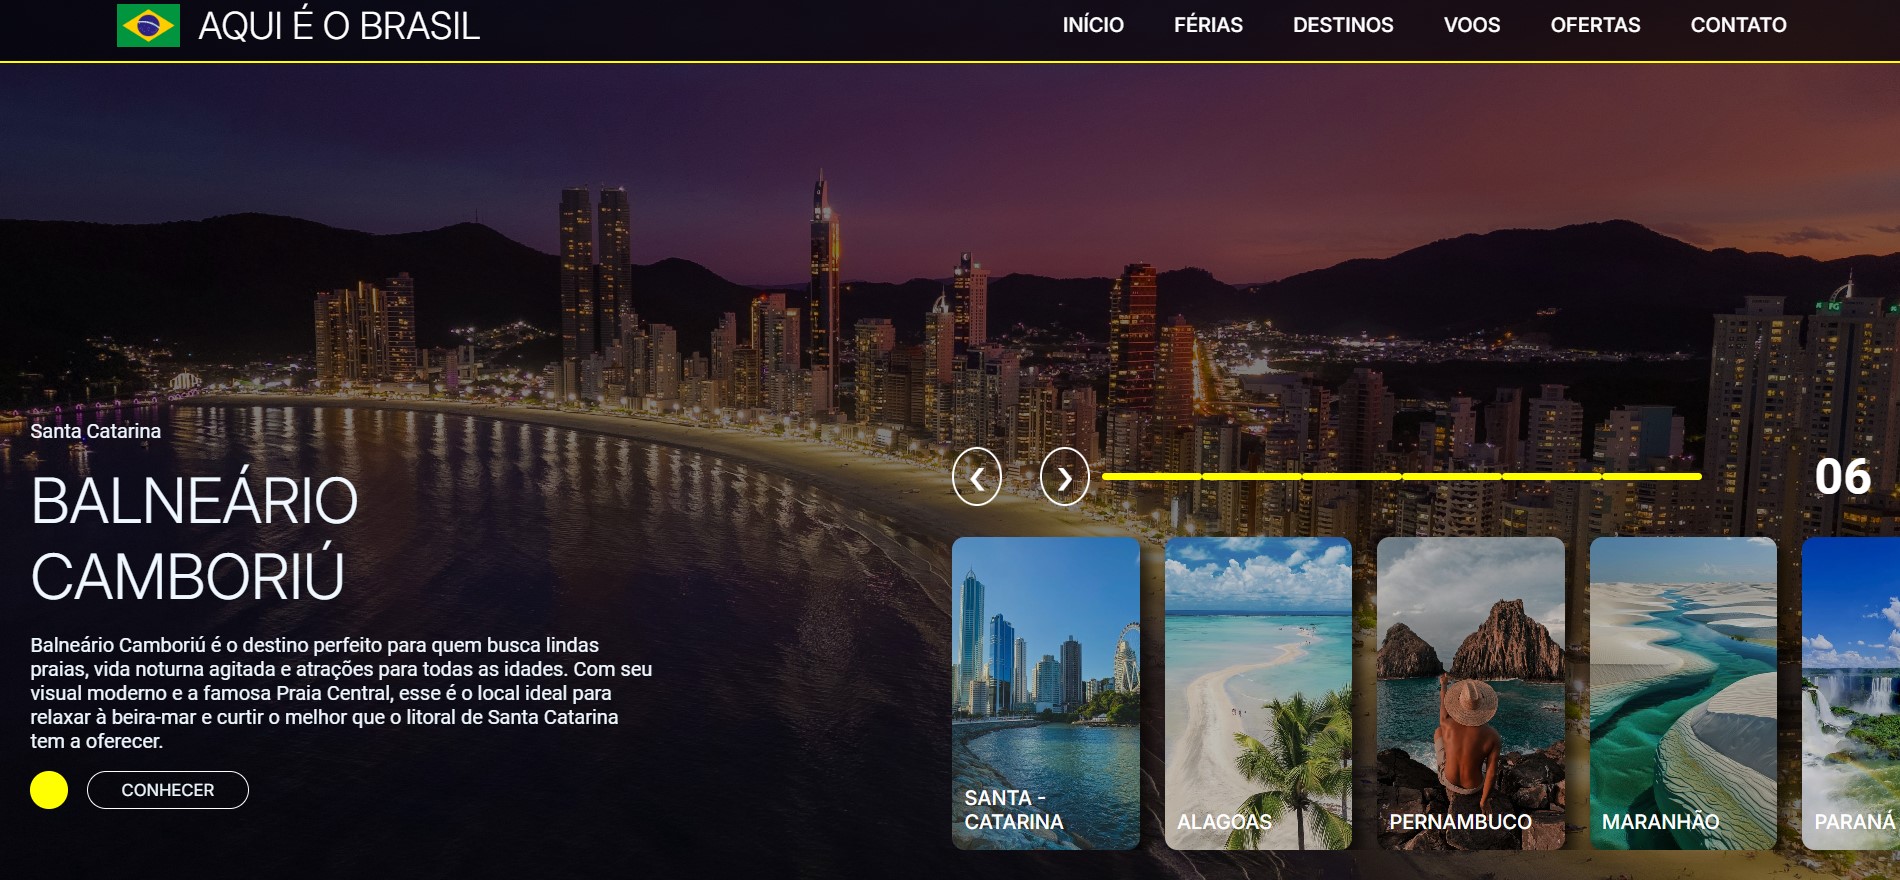 AQUI É O BRASIL
INÍCIO FÉRIAS DESTINOS VOOS OFERTAS CONTATO
FG
Santa Catarina
BALNEÁRIO
CAMBORIÚ
Balneário Camboriú é o destino perfeito para quem busca lindas
praias, vida noturna agitada e atrações para todas as idades. Com seu
visual moderno e a famosa Praia Central, esse é o local ideal para
relaxar à beira-mar e curtir o melhor que o litoral de Santa Catarina
tem a oferecer.
CONHECER
06
SANTA -
CATARINA
ALAGOAS
PERNAMBUCO
MARANHÃO
PARANÁ